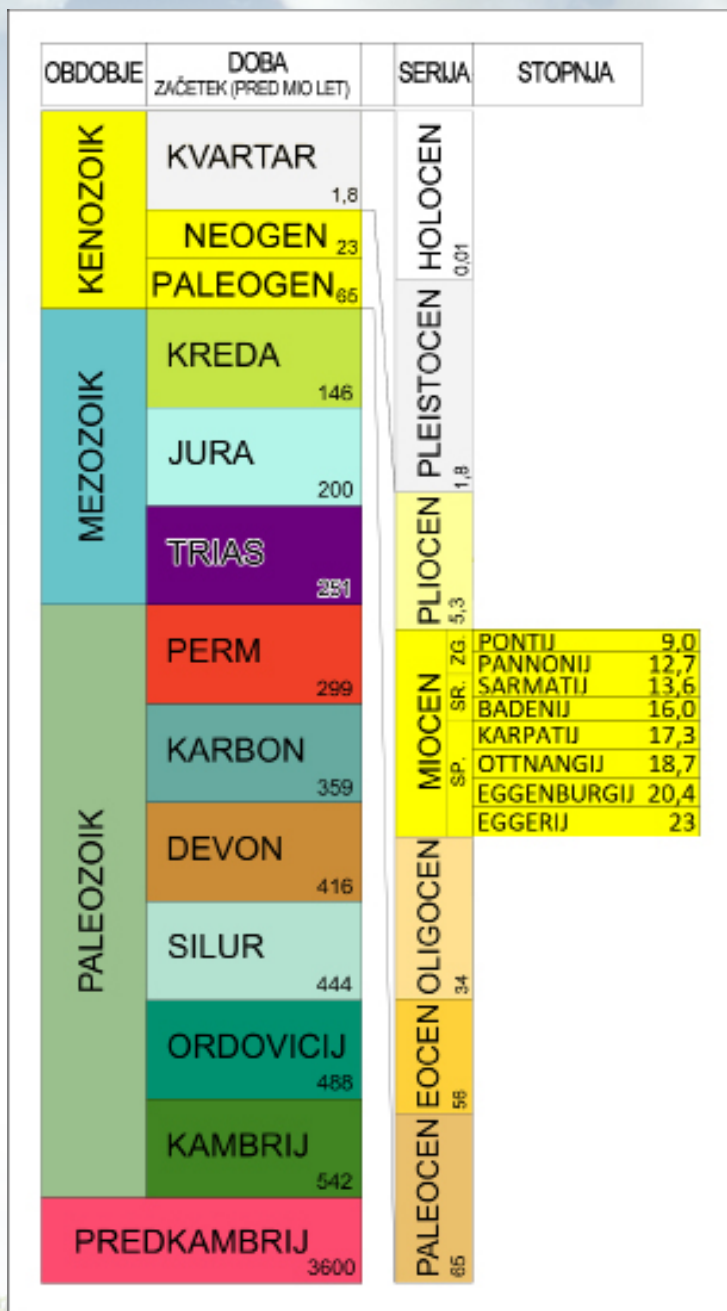 OBDOBJE
DOBA
ZAČETEK (PRED MIO LET)
SERIJA
STOPNJA
KENOZOIK
KVARTAR
1,8
NEOGEN 23
PALEOGEN 65
MEZOZOIK
KREDA
146
JURA
200
TRIAS
251
PALEOZOIK
PERM
299
KARBON
359
DEVON
416
SILUR
444
ORDOVICIJ
488
KAMBRIJ
542
PREDKAMBRIJ
3600
HOLOCEN
0,01
PLEISTOCEN
1,8
PLIOCEN
5,3
MIOCEN
ZG.
PONTIJ 9,0
PANNONIJ 12,7
SR.
SARMATIJ 13,6
BADENIJ 16,0
SP.
KARPATIJ 17,3
OTTNANGIJ 18,7
EGGENBURGIJ 20,4
EGGERIJ 23
OLIGOCEN
34
EOCEN
56
PALEOCEN
65